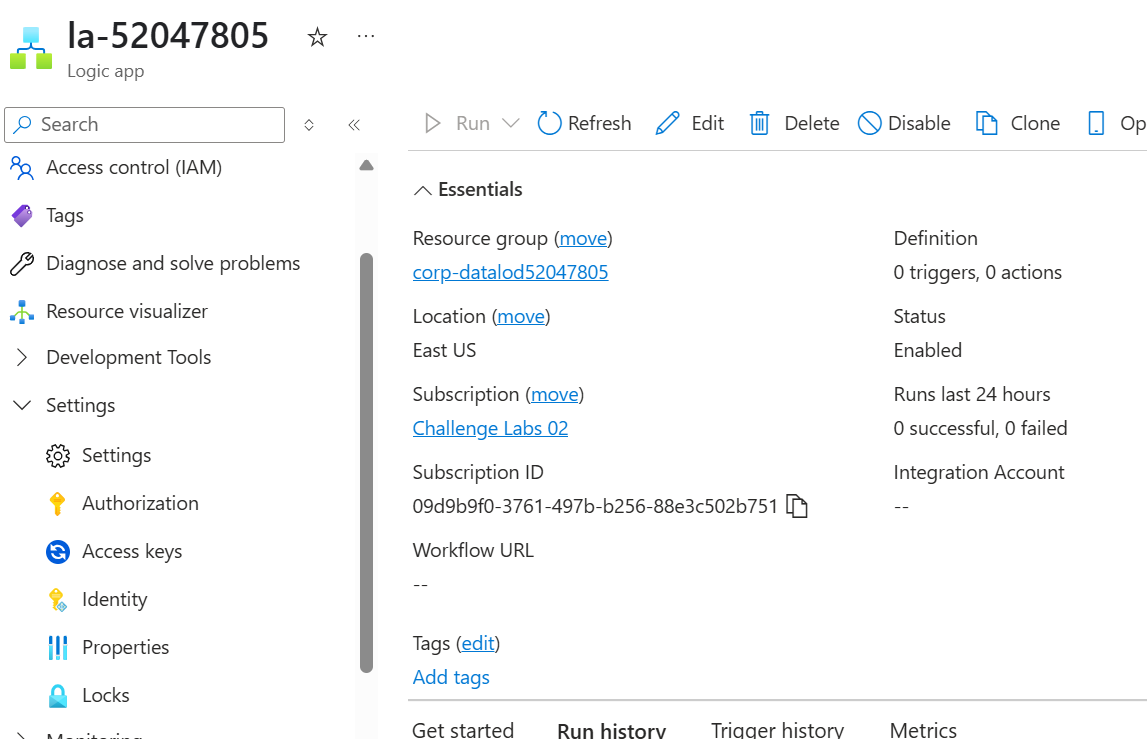 la-52047805
Logic app
Search
Access control (IAM)
Tags
Diagnose and solve problems
Resource visualizer
Development Tools
Settings
Settings
Authorization
Access keys
Identity
Properties
Locks
Monitoring
Run
Refresh
Edit
Delete
Disable
Clone
Op
Essentials
Resource group (move)
corp-datalod52047805
Location (move)
East US
Subscription (move)
Challenge Labs 02
Subscription ID
09d9b9f0-3761-497b-b256-88e3c502b751
Workflow URL
--
Definition
0 triggers, 0 actions
Status
Enabled
Runs last 24 hours
0 successful, 0 failed
Integration Account
--
Tags (edit)
Add tags
Get started
Run history
Trigger history
Metrics